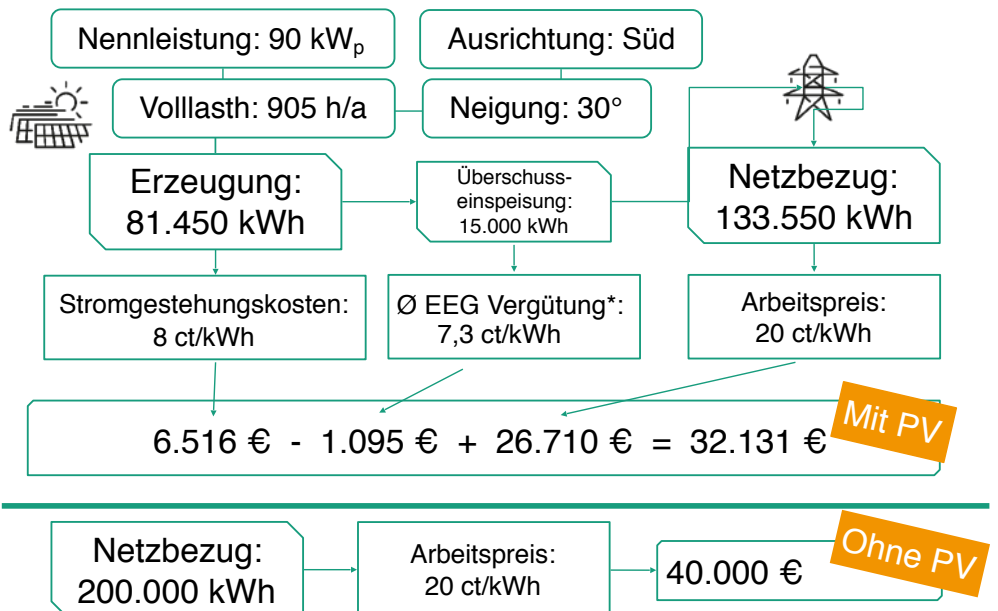 Nennleistung: 90 kWp
Ausrichtung: Süd
Volllasth: 905 h/a
Neigung: 30°
Erzeugung:
81.450 kWh
Überschuss-
einspeisung:
15.000 kWh
Netzbezug:
133.550 kWh
Stromgestehungskosten:
8 ct/kWh
Ø EEG Vergütung*:
7,3 ct/kWh
Arbeitspreis:
20 ct/kWh
6.516 € - 1.095 € + 26.710 € = 32.131 €
Mit PV
Netzbezug:
200.000 kWh
Arbeitspreis:
20 ct/kWh
40.000 €
Ohne PV